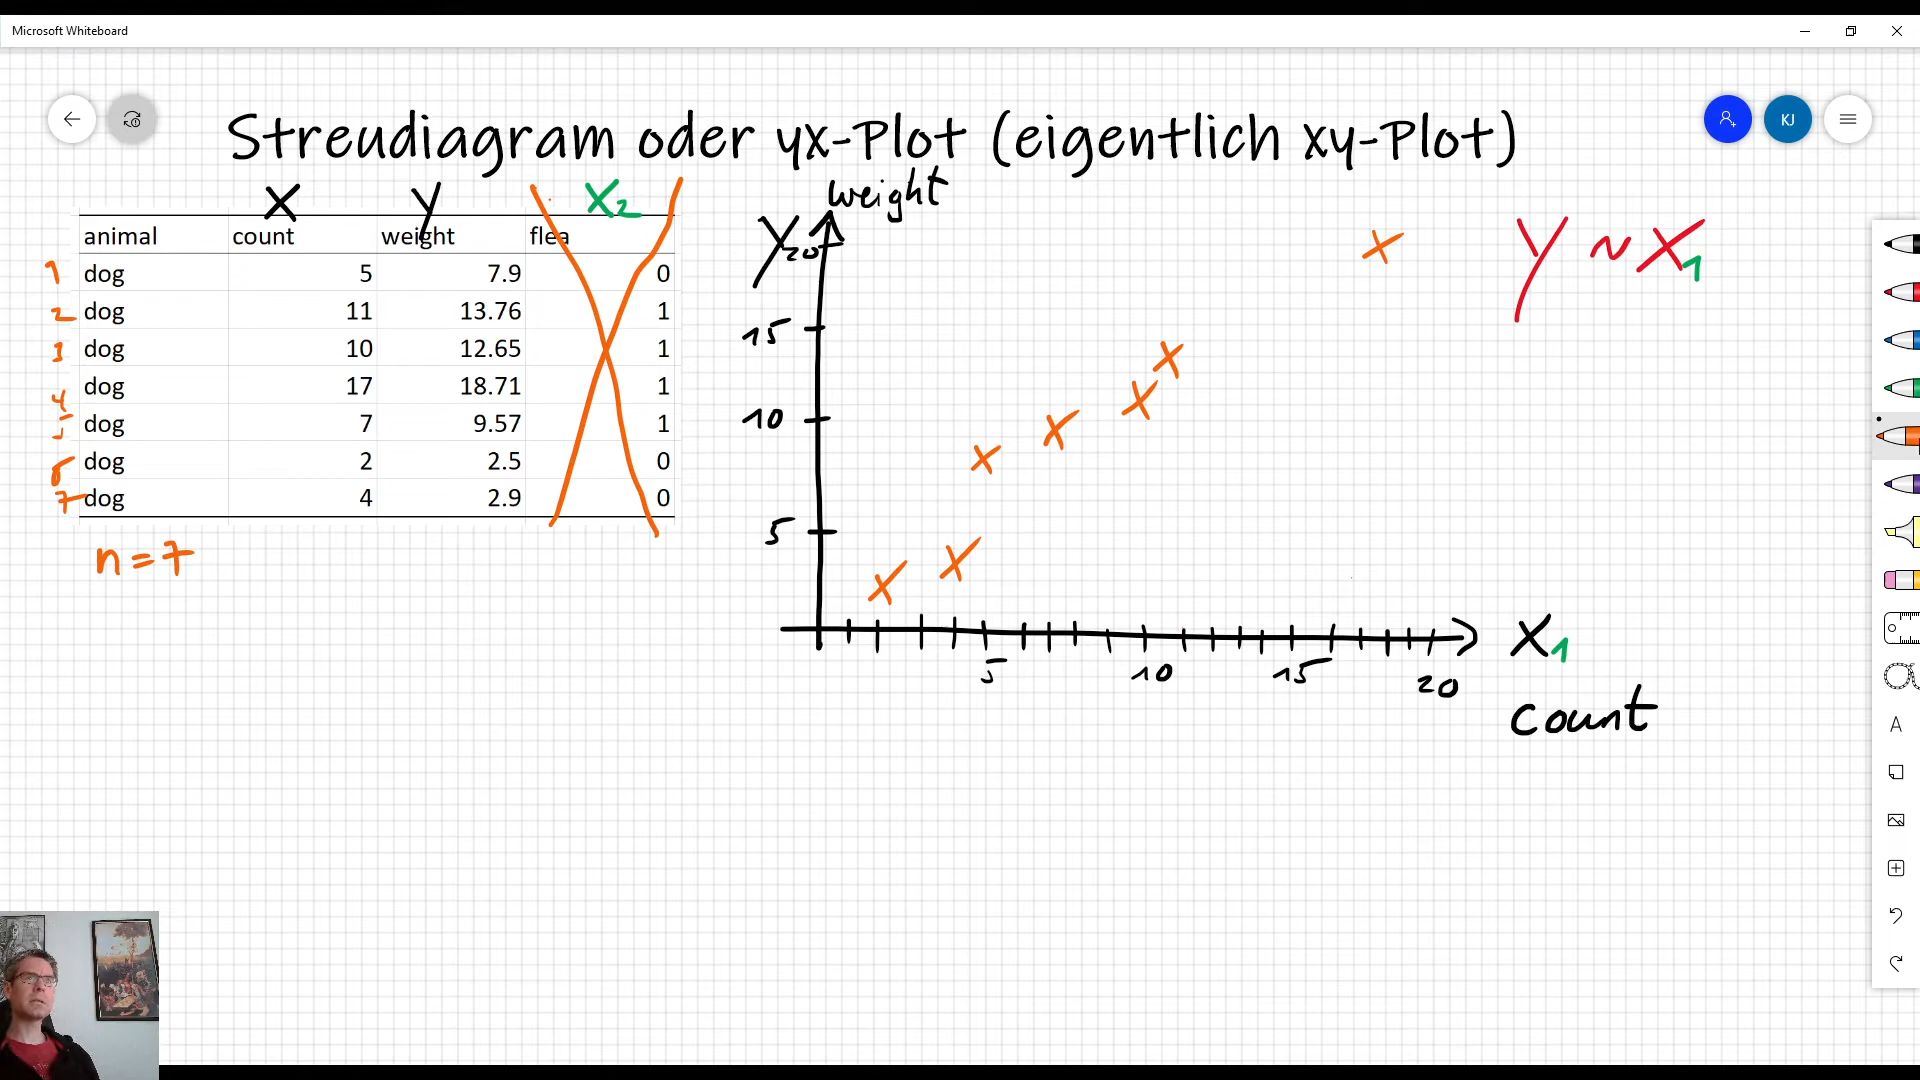 Microsoft Whiteboard
Streudiagram oder yx-Plot (eigentlich xy-Plot)
KJ
X Y X2
animal count weight flea
1 dog 5 7.9 0
2 dog 11 13.76 1
3 dog 10 12.65 1
4 dog 17 18.71 1
5 dog 7 9.57 1
6 dog 2 2.5 0
7 dog 4 2.9 0
n = 7
weight
Y
20
15
10
5
5 10 15 20
X1
count
Y ~ X1
A